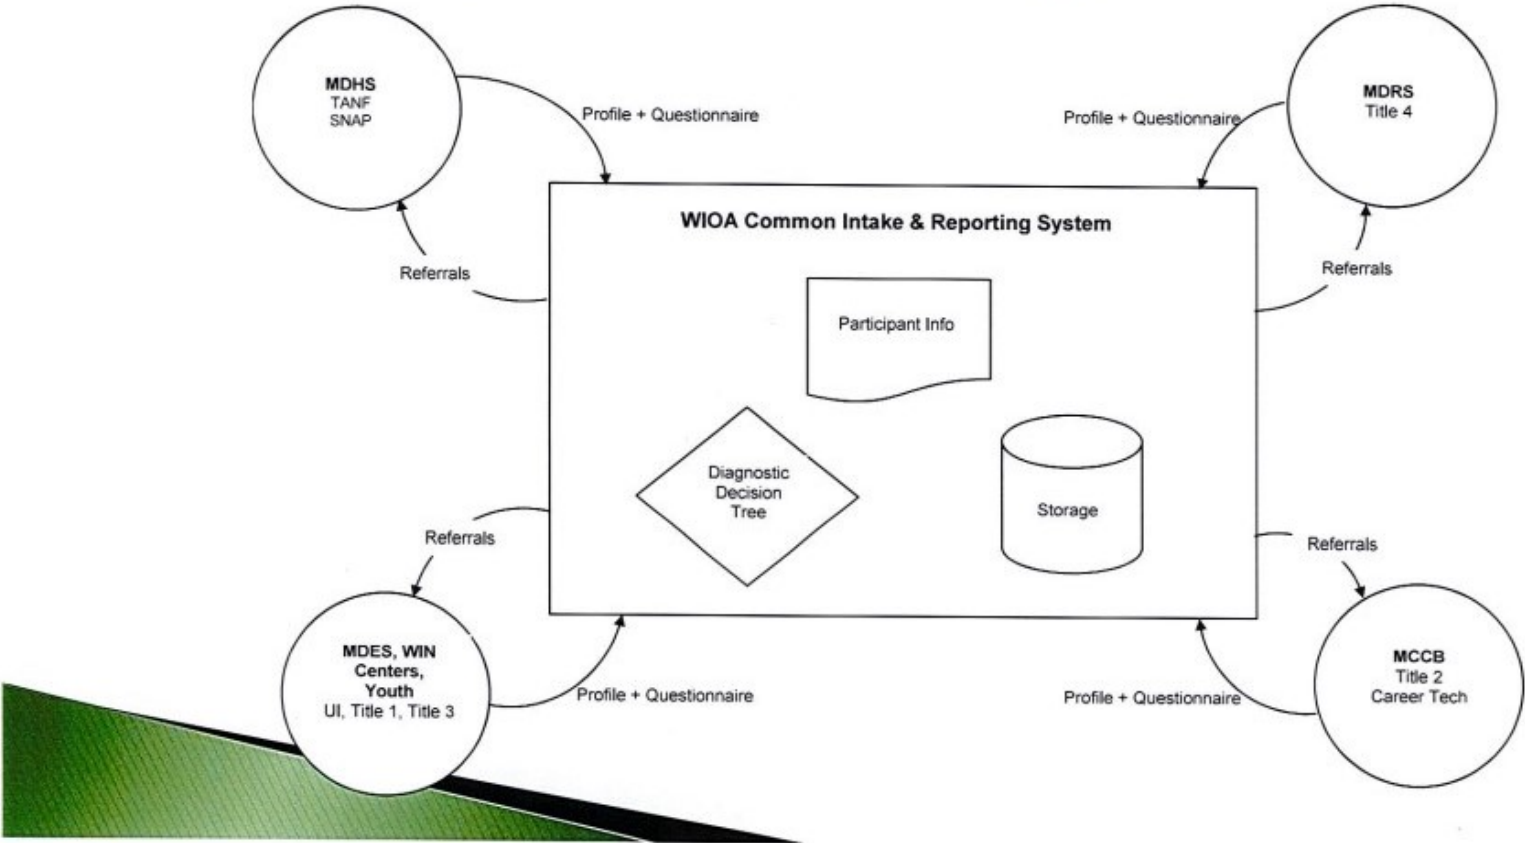 MDHS
TANF
SNAP
Profile + Questionnaire
Profile + Questionnaire
MDRS
Title 4
WIOA Common Intake & Reporting System
Referrals
Referrals
Participant Info
Diagnostic
Decision
Tree
Storage
Referrals
Referrals
MDES, WIN
Centers,
Youth
UI, Title 1, Title 3
Profile + Questionnaire
Profile + Questionnaire
MCCB
Title 2
Career Tech